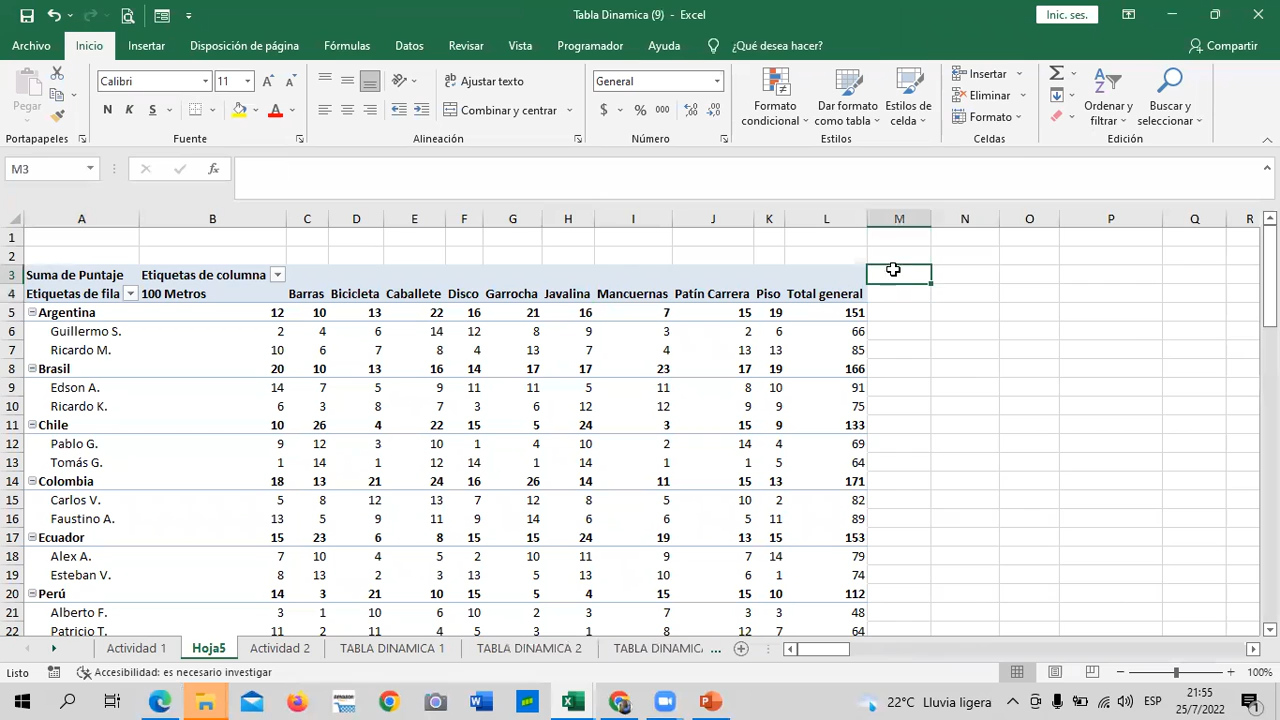 Tabla Dinamica (9) - Excel
Inic. ses.
Archivo Inicio Insertar Disposición de página Fórmulas Datos Revisar Vista Programador Ayuda ¿Qué desea hacer? Compartir
Pegar
Calibri 11
N K S
Ajustar texto
Combinar y centrar
General
$ % 000
Formato condicional
Dar formato como tabla
Estilos de celda
Insertar
Eliminar
Formato
Ordenar y filtrar
Buscar y seleccionar
Portapapeles Fuente Alineación Número Estilos Celdas Edición
M3 fx
A B C D E F G H I J K L M N O P Q R
1
2
3 Suma de Puntaje Etiquetas de columna
4 Etiquetas de fila 100 Metros Barras Bicicleta Caballete Disco Garrocha Javalina Mancuernas Patín Carrera Piso Total general
5 Argentina 12 10 13 22 16 21 16 7 15 19 151
6 Guillermo S. 2 4 6 14 12 8 9 3 2 6 66
7 Ricardo M. 10 6 7 8 4 13 7 4 13 13 85
8 Brasil 20 10 13 16 14 17 17 23 17 19 166
9 Edson A. 14 7 5 9 11 11 5 11 8 10 91
10 Ricardo K. 6 3 8 7 3 6 12 12 9 9 75
11 Chile 10 26 4 22 15 5 24 3 15 9 133
12 Pablo G. 9 12 3 10 1 4 10 2 14 4 69
13 Tomás G. 1 14 1 12 14 1 14 1 1 5 64
14 Colombia 18 13 21 24 16 26 14 11 15 13 171
15 Carlos V. 5 8 12 13 7 12 8 5 10 2 82
16 Faustino A. 13 5 9 11 9 14 6 6 5 11 89
17 Ecuador 15 23 6 8 15 15 24 19 13 15 153
18 Alex A. 7 10 4 5 2 10 11 9 7 14 79
19 Esteban V. 8 13 2 3 13 5 13 10 6 1 74
20 Perú 14 3 21 10 15 5 4 15 15 10 112
21 Alberto F. 3 1 10 6 10 2 3 7 3 3 48
22 Patricio T. 11 2 11 4 5 3 1 8 12 7 64
Actividad 1 Hoja5 Actividad 2 TABLA DINAMICA 1 TABLA DINAMICA 2 TABLA DINAMICA ...
Listo Accesibilidad: es necesario investigar 100%
22°C Lluvia ligera ESP
21:55
25/7/2022